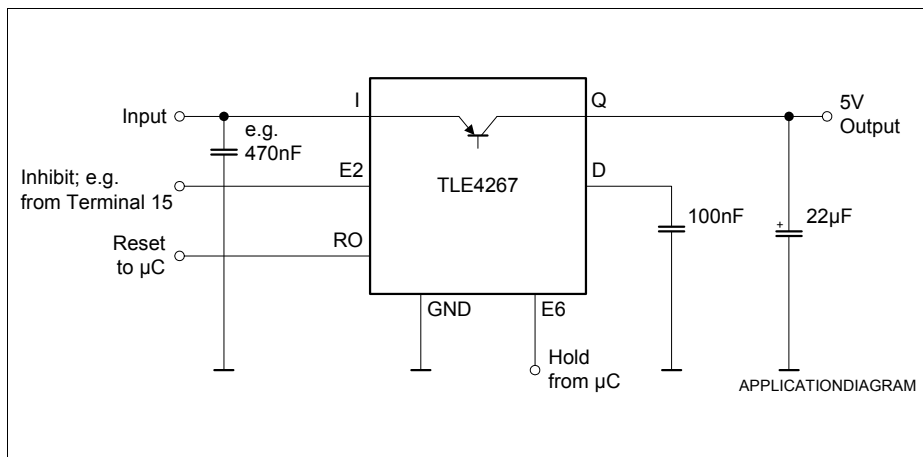 I
Q
5V
Output
Input
e.g.
470nF
Inhibit; e.g.
from Terminal 15
E2
TLE4267
D
100nF
22µF
+
Reset
to µC
RO
GND
E6
Hold
from µC
APPLICATIONDIAGRAM